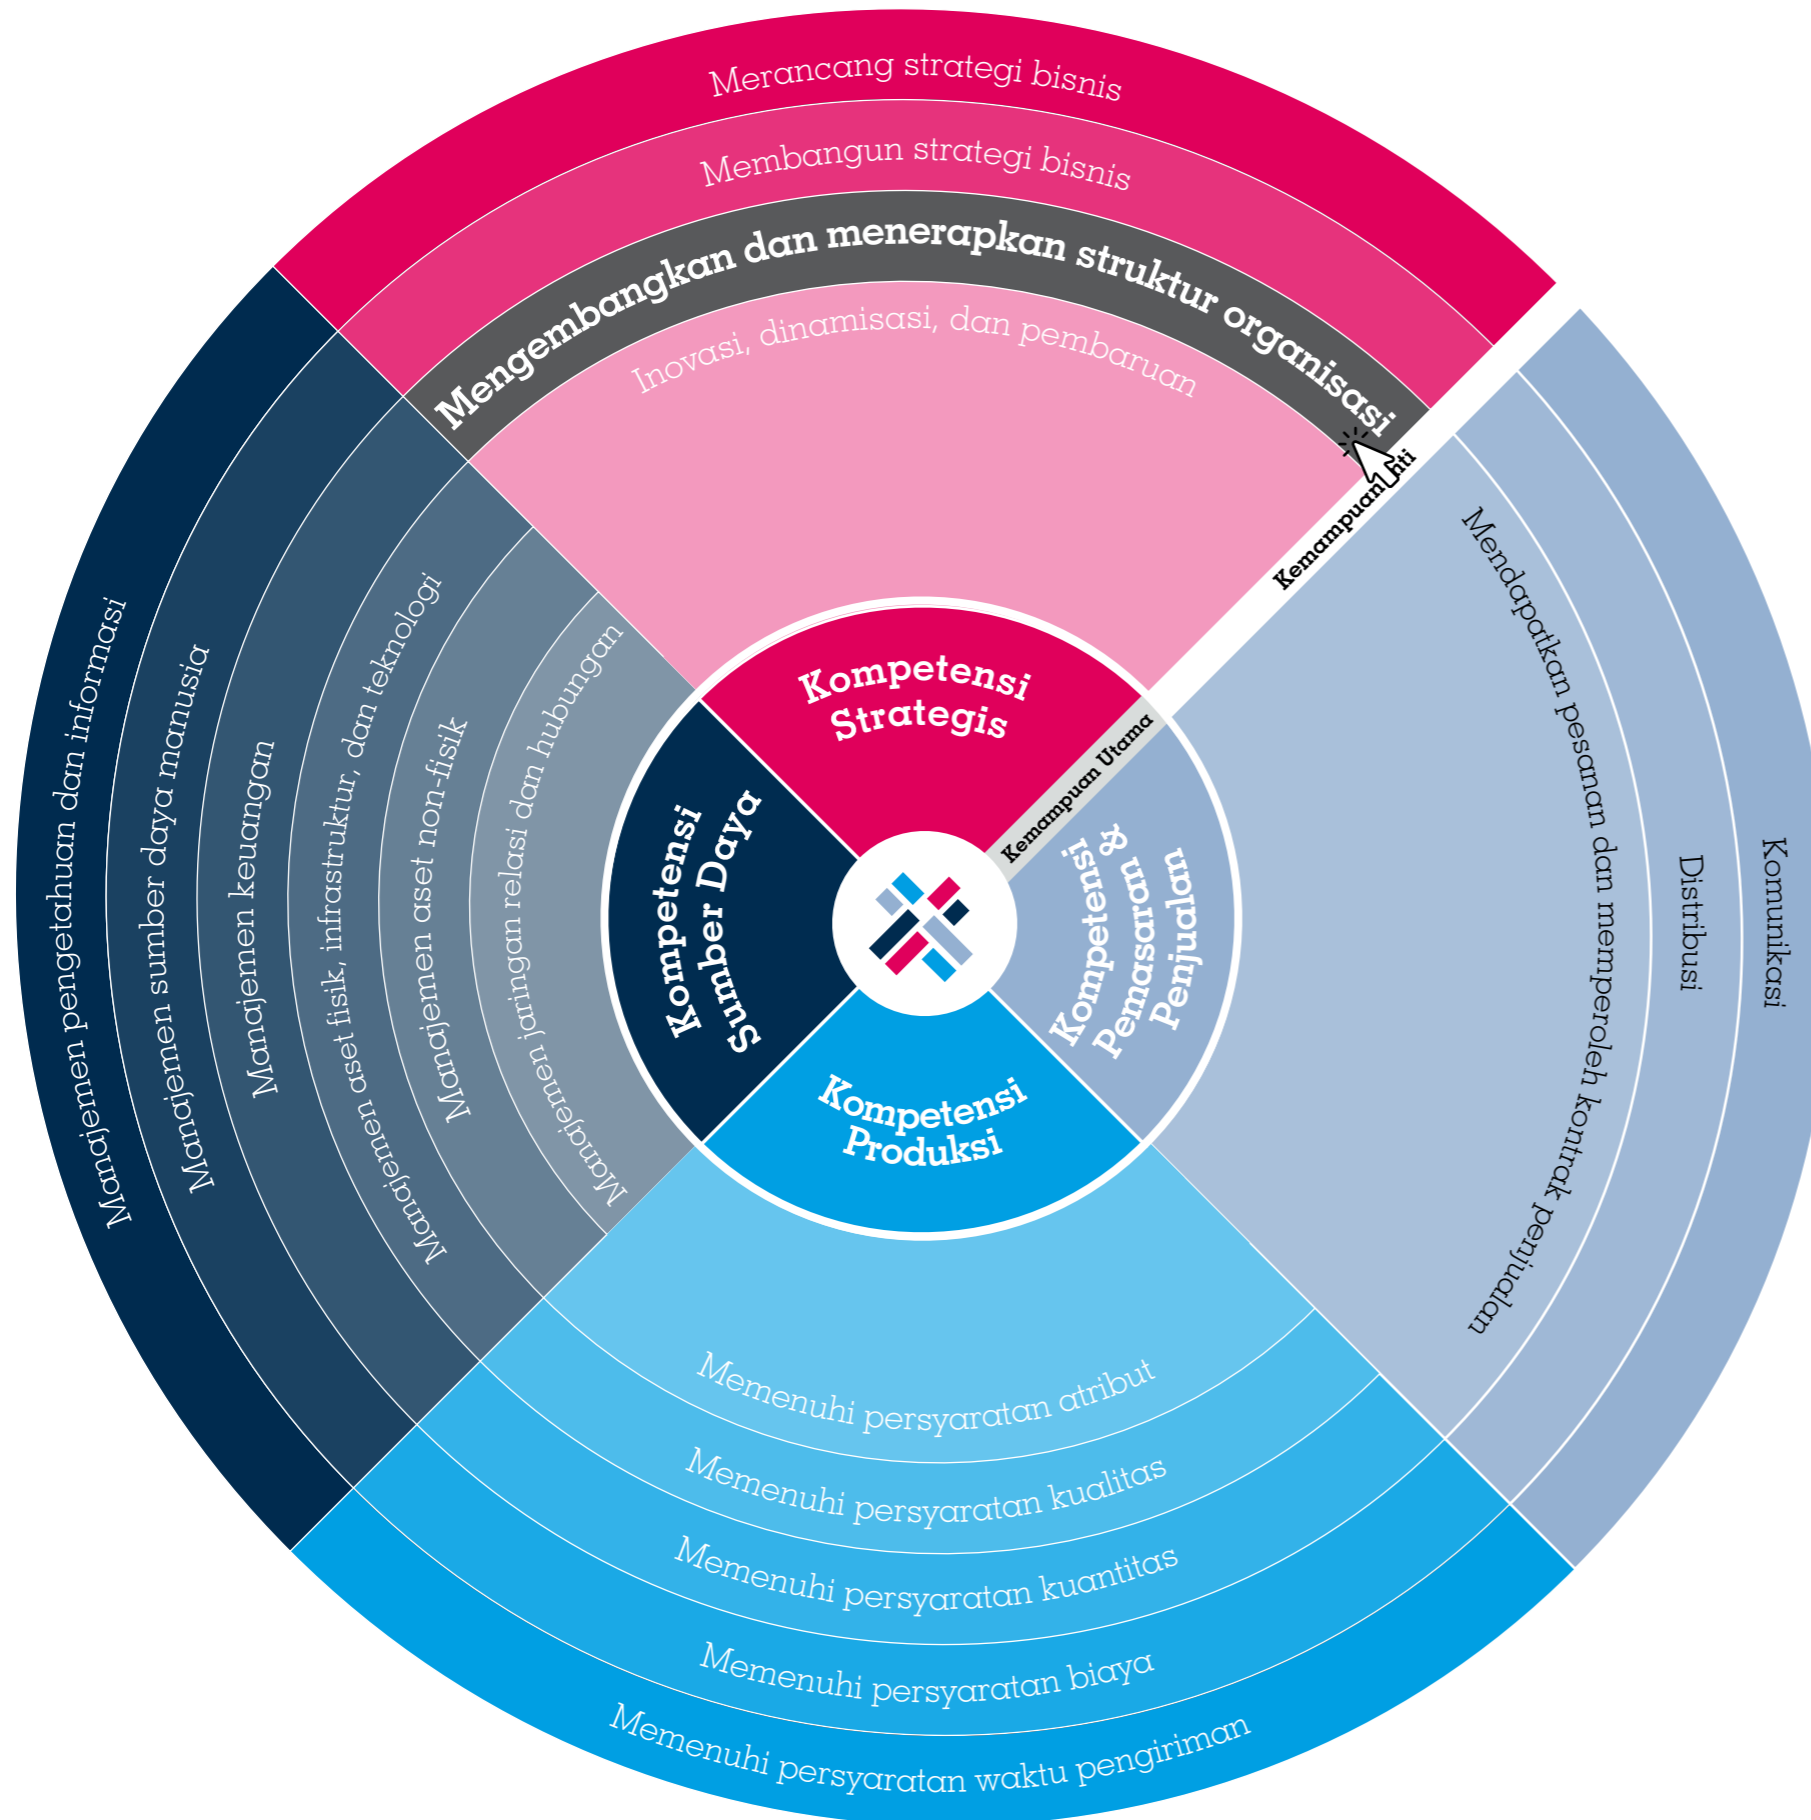 Merancang strategi bisnis
Membangun strategi bisnis
Mengembangkan dan menerapkan struktur organisasi
Inovasi, dinamisasi, dan pembaruan
Kompetensi
Strategis
Kemampuan Inti
Kemampuan Utama
Komunikasi
Distribusi
Mendapatkan pesanan dan memperoleh kontrak penjualan
Kompetensi
Pemasaran &
Penjualan
Manajemen pengetahuan dan informasi
Manajemen sumber daya manusia
Manajemen keuangan
Manajemen aset fisik, infrastruktur, dan teknologi
Manajemen aset non-fisik
Manajemen jaringan relasi dan hubungan
Kompetensi
Sumber Daya
Kompetensi
Produksi
Memenuhi persyaratan atribut
Memenuhi persyaratan kualitas
Memenuhi persyaratan kuantitas
Memenuhi persyaratan biaya
Memenuhi persyaratan waktu pengiriman